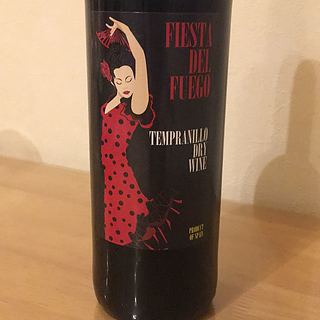 FIESTA
DEL
FUEGO
TEMPRANILLO
DRY
WINE
PRODUCT
OF SPAIN